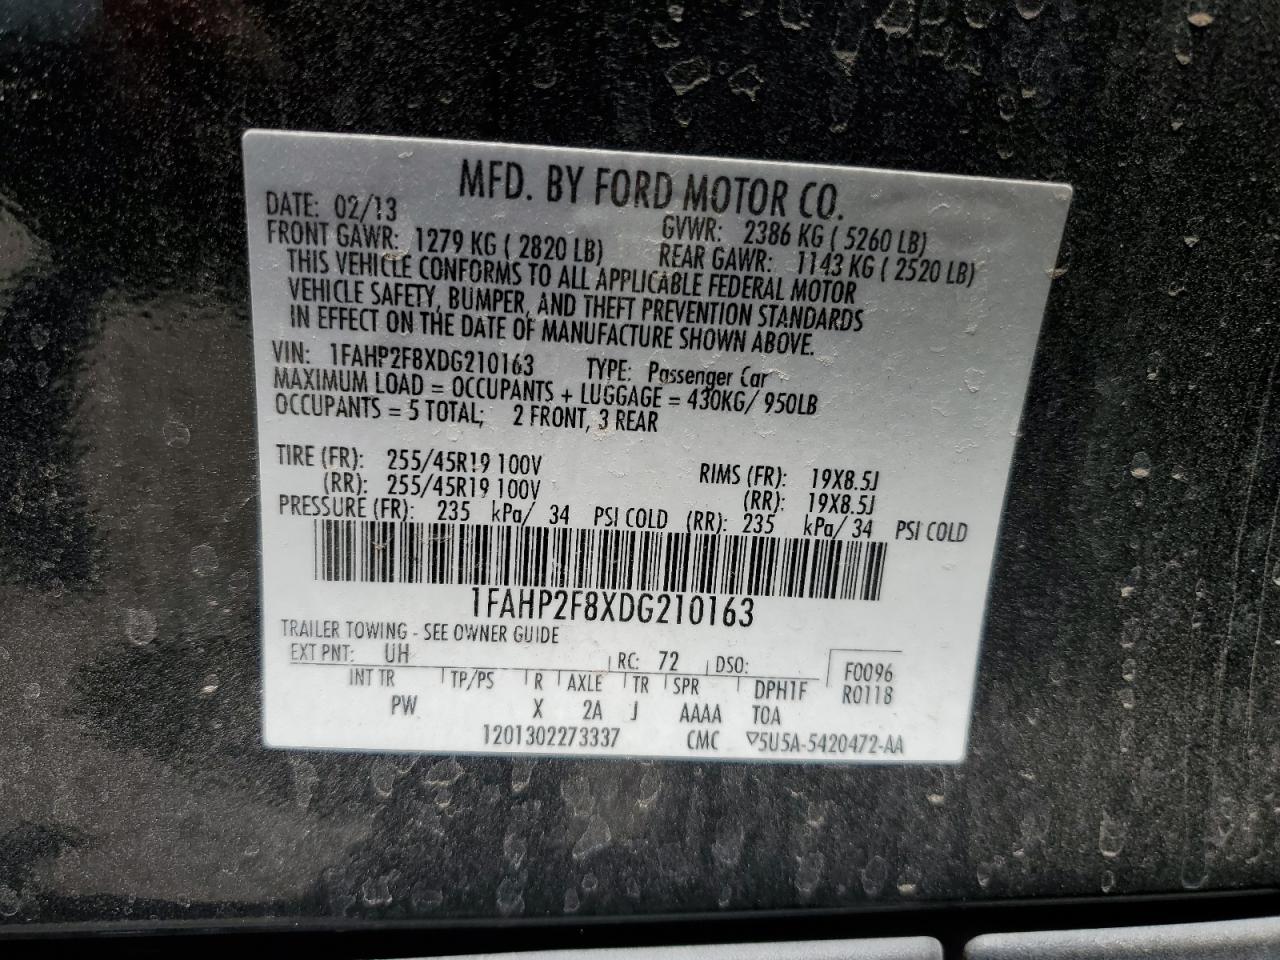 MFD. BY FORD MOTOR CO.
DATE: 02/13 GVWR: 2386 KG ( 5260 LB)
FRONT GAWR: 1279 KG ( 2820 LB) REAR GAWR: 1143 KG ( 2520 LB)
THIS VEHICLE CONFORMS TO ALL APPLICABLE FEDERAL MOTOR
VEHICLE SAFETY, BUMPER, AND THEFT PREVENTION STANDARDS
IN EFFECT ON THE DATE OF MANUFACTURE SHOWN ABOVE.
VIN: 1FAHP2F8XDG210163 TYPE: Passenger Car
MAXIMUM LOAD = OCCUPANTS + LUGGAGE = 430KG/ 950LB
OCCUPANTS = 5 TOTAL; 2 FRONT, 3 REAR
TIRE (FR): 255/45R19 100V RIMS (FR): 19X8.5J
(RR): 255/45R19 100V (RR): 19X8.5J
PRESSURE (FR): 235 kPa/ 34 PSI COLD (RR): 235 kPa/ 34 PSI COLD
1FAHP2F8XDG210163
TRAILER TOWING - SEE OWNER GUIDE
EXT PNT: UH RC: 72 DSO: F0096
INT TR TP/PS R AXLE TR SPR DPH1F R0118
PW X 2A J AAAA TOA
1201302273337 CMC ▽5U5A-5420472-AA